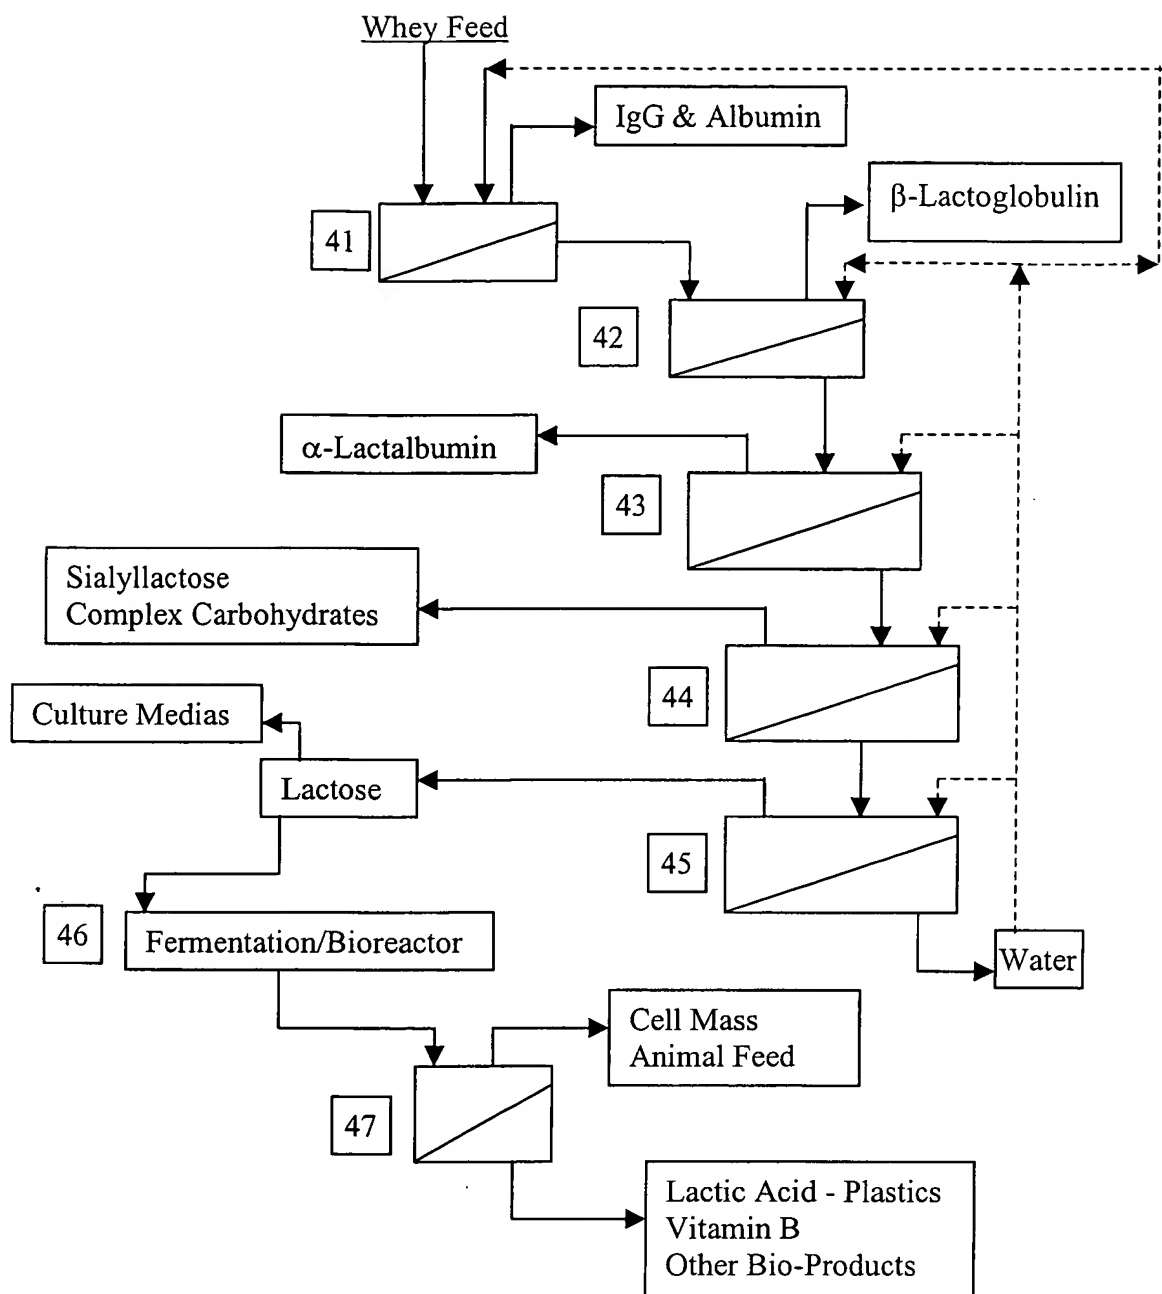 Whey Feed
IgG & Albumin
β-Lactoglobulin
41
42
α-Lactalbumin
43
Sialyllactose
Complex Carbohydrates
44
Culture Medias
Lactose
45
46
Fermentation/Bioreactor
Water
Cell Mass
Animal Feed
47
Lactic Acid - Plastics
Vitamin B
Other Bio-Products